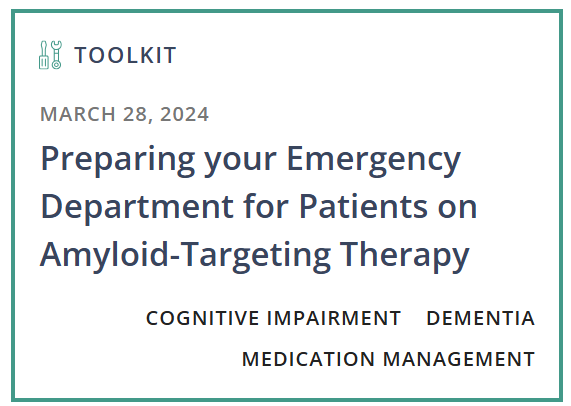 TOOLKIT
MARCH 28, 2024
Preparing your Emergency
Department for Patients on
Amyloid-Targeting Therapy
COGNITIVE IMPAIRMENT DEMENTIA
MEDICATION MANAGEMENT